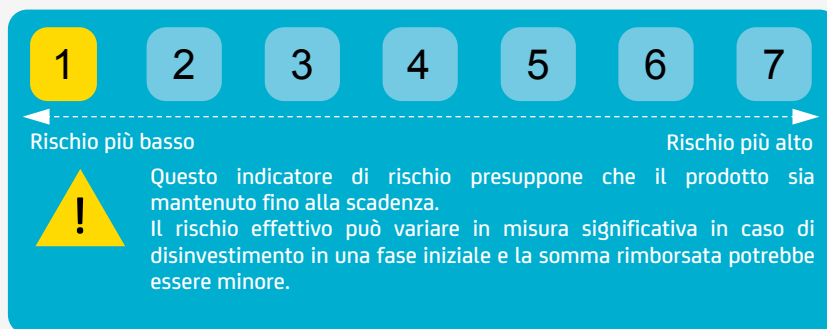 1 2 3 4 5 6 7
Rischio più basso Rischio più alto
!
Questo indicatore di rischio presuppone che il prodotto sia
mantenuto fino alla scadenza.
Il rischio effettivo può variare in misura significativa in caso di
disinvestimento in una fase iniziale e la somma rimborsata potrebbe
essere minore.